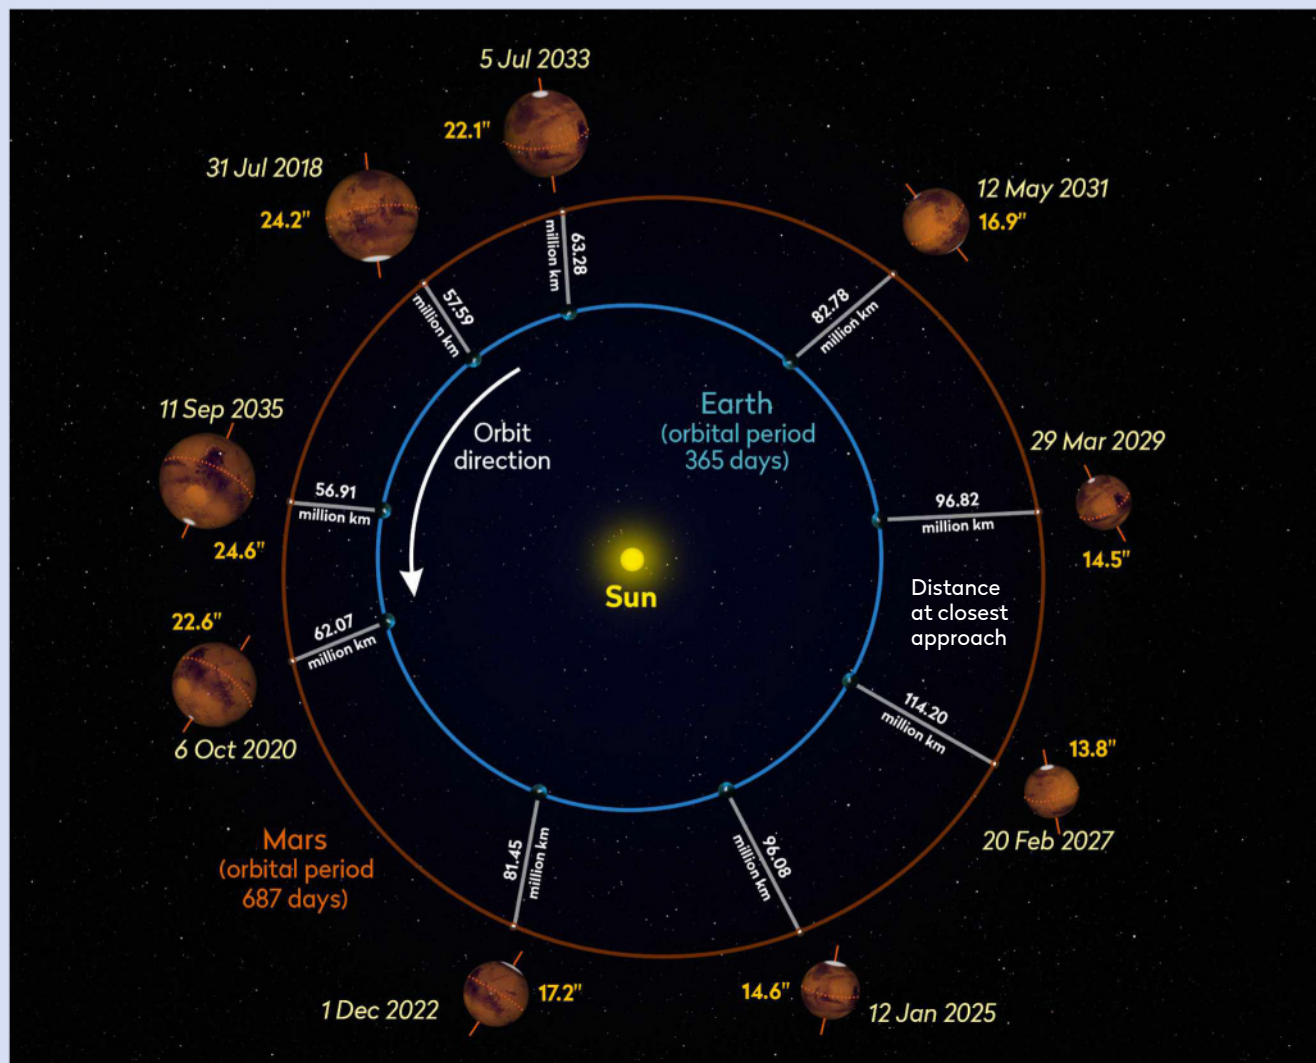 5 Jul 2033
22.1"
31 Jul 2018
24.2"
12 May 2031
16.9"
63.28
million km
57.59
million km
82.78
million km
11 Sep 2035
24.6"
56.91
million km
Orbit
direction
Earth
(orbital period
365 days)
29 Mar 2029
14.5"
96.82
million km
Sun
Distance
at closest
approach
22.6"
6 Oct 2020
62.07
million km
114.20
million km
13.8"
20 Feb 2027
Mars
(orbital period
687 days)
81.45
million km
96.08
million km
1 Dec 2022
17.2"
14.6"
12 Jan 2025